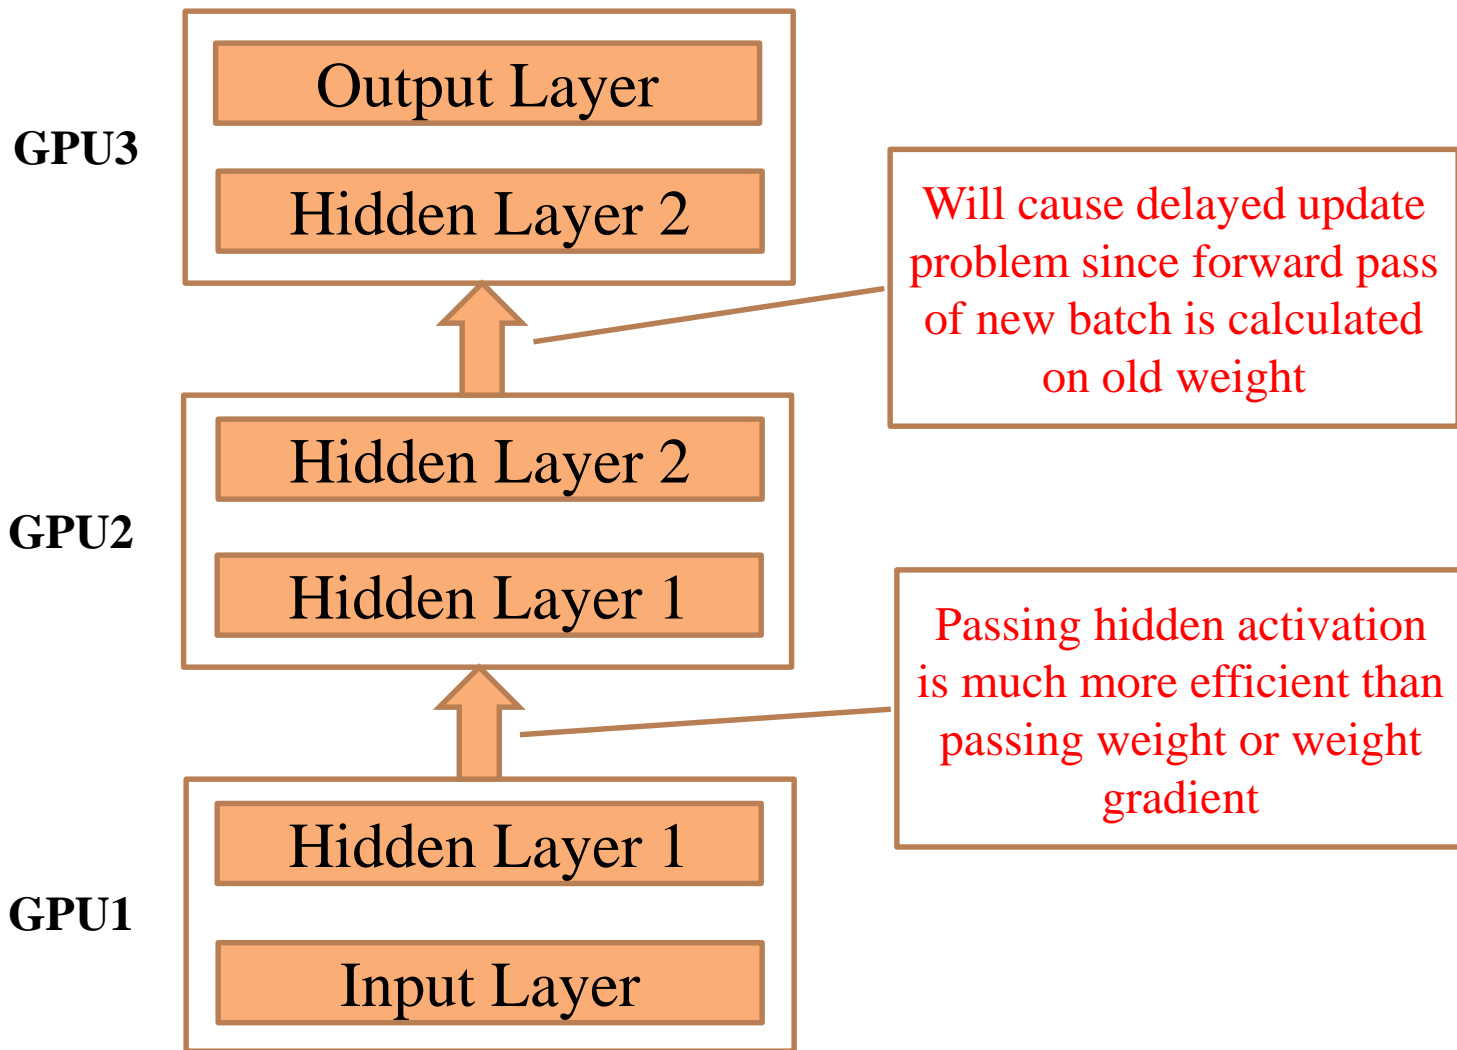 Output Layer
GPU3
Hidden Layer 2
Will cause delayed update
problem since forward pass
of new batch is calculated
on old weight
Hidden Layer 2
GPU2
Hidden Layer 1
Passing hidden activation
is much more efficient than
passing weight or weight
gradient
Hidden Layer 1
GPU1
Input Layer